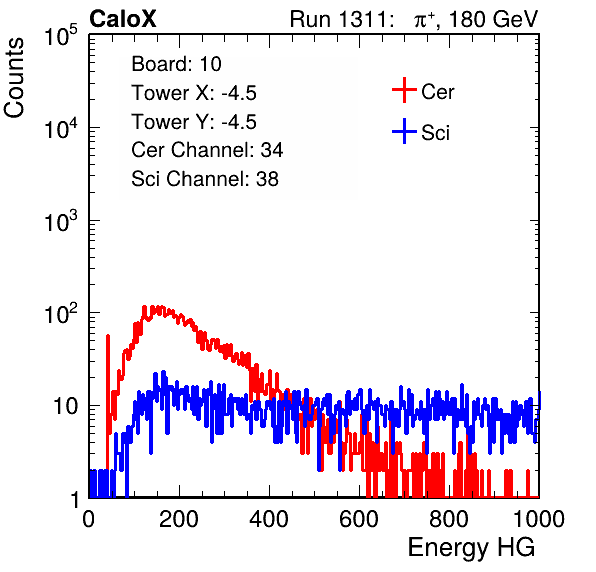 CaloX Run 1311: π⁺, 180 GeV
Counts
Board: 10
Tower X: -4.5
Tower Y: -4.5
Cer Channel: 34
Sci Channel: 38
Cer
Sci
10⁵
10⁴
10³
10²
10
1
0 200 400 600 800 1000
Energy HG